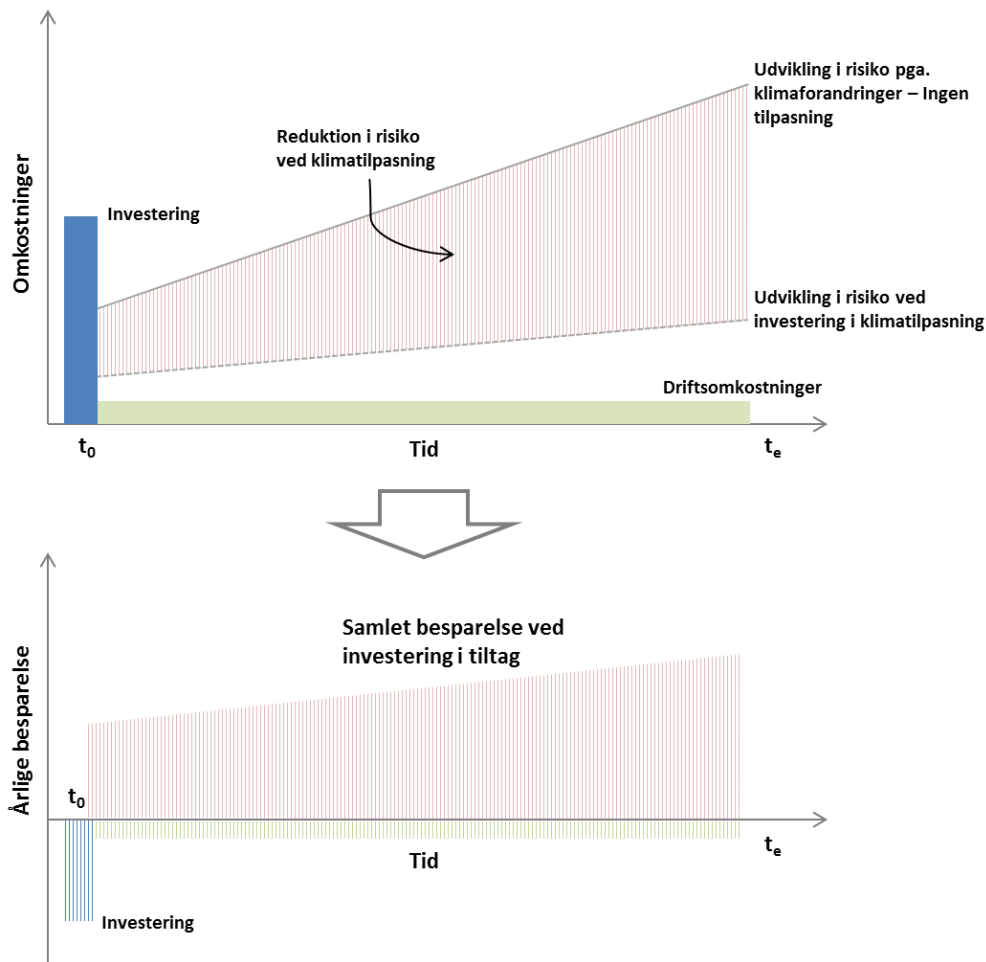 Udvikling i risiko pga.
klimaforandringer – Ingen
tilpasning
Reduktion i risiko
ved klimatilpasning
Investering
Omkostninger
Udvikling i risiko ved
investering i klimatilpasning
Driftsomkostninger
t0
Tid
te
Samlet besparelse ved
investering i tiltag
Årlige besparelse
t0
te
Tid
Investering